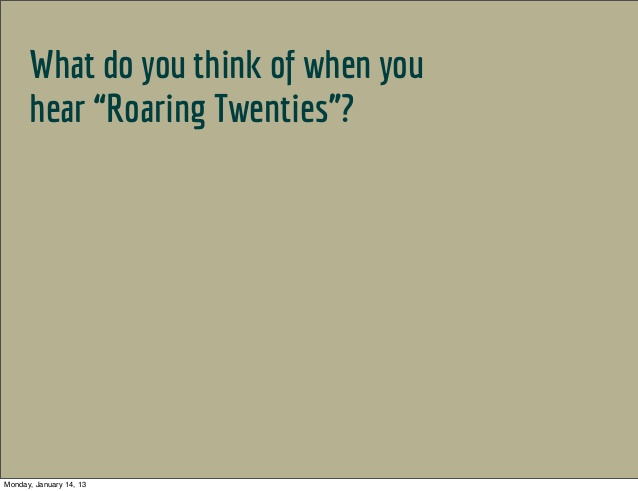 What do you think of when you
hear “Roaring Twenties”?
Monday, January 14, 13